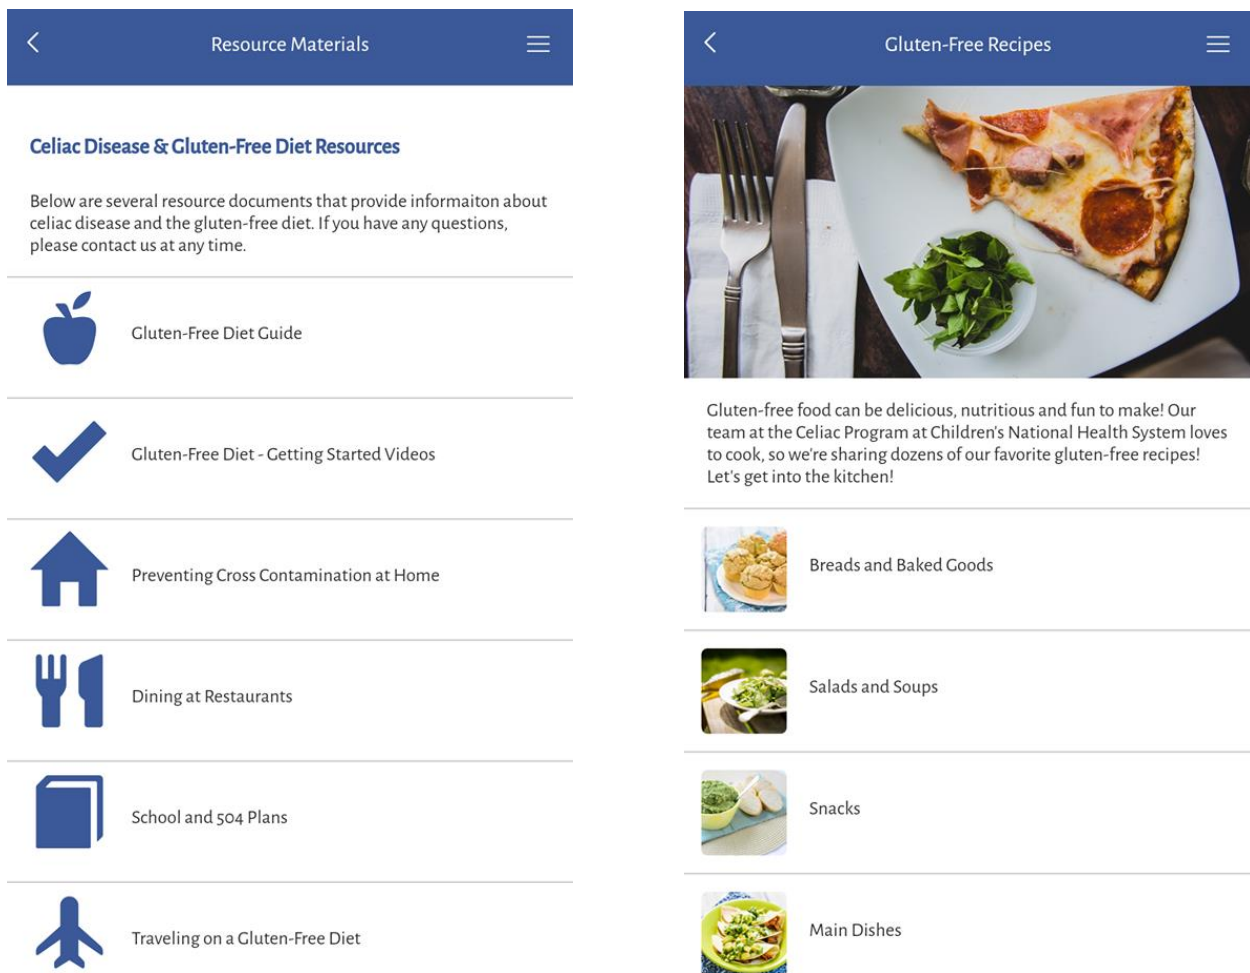 Resource Materials
Celiac Disease & Gluten-Free Diet Resources
Below are several resource documents that provide informaiton about
celiac disease and the gluten-free diet. If you have any questions,
please contact us at any time.
Gluten-Free Diet Guide
Gluten-Free Diet - Getting Started Videos
Preventing Cross Contamination at Home
Dining at Restaurants
School and 504 Plans
Traveling on a Gluten-Free Diet
Gluten-Free Recipes
Gluten-free food can be delicious, nutritious and fun to make! Our
team at the Celiac Program at Children's National Health System loves
to cook, so we're sharing dozens of our favorite gluten-free recipes!
Let's get into the kitchen!
Breads and Baked Goods
Salads and Soups
Snacks
Main Dishes